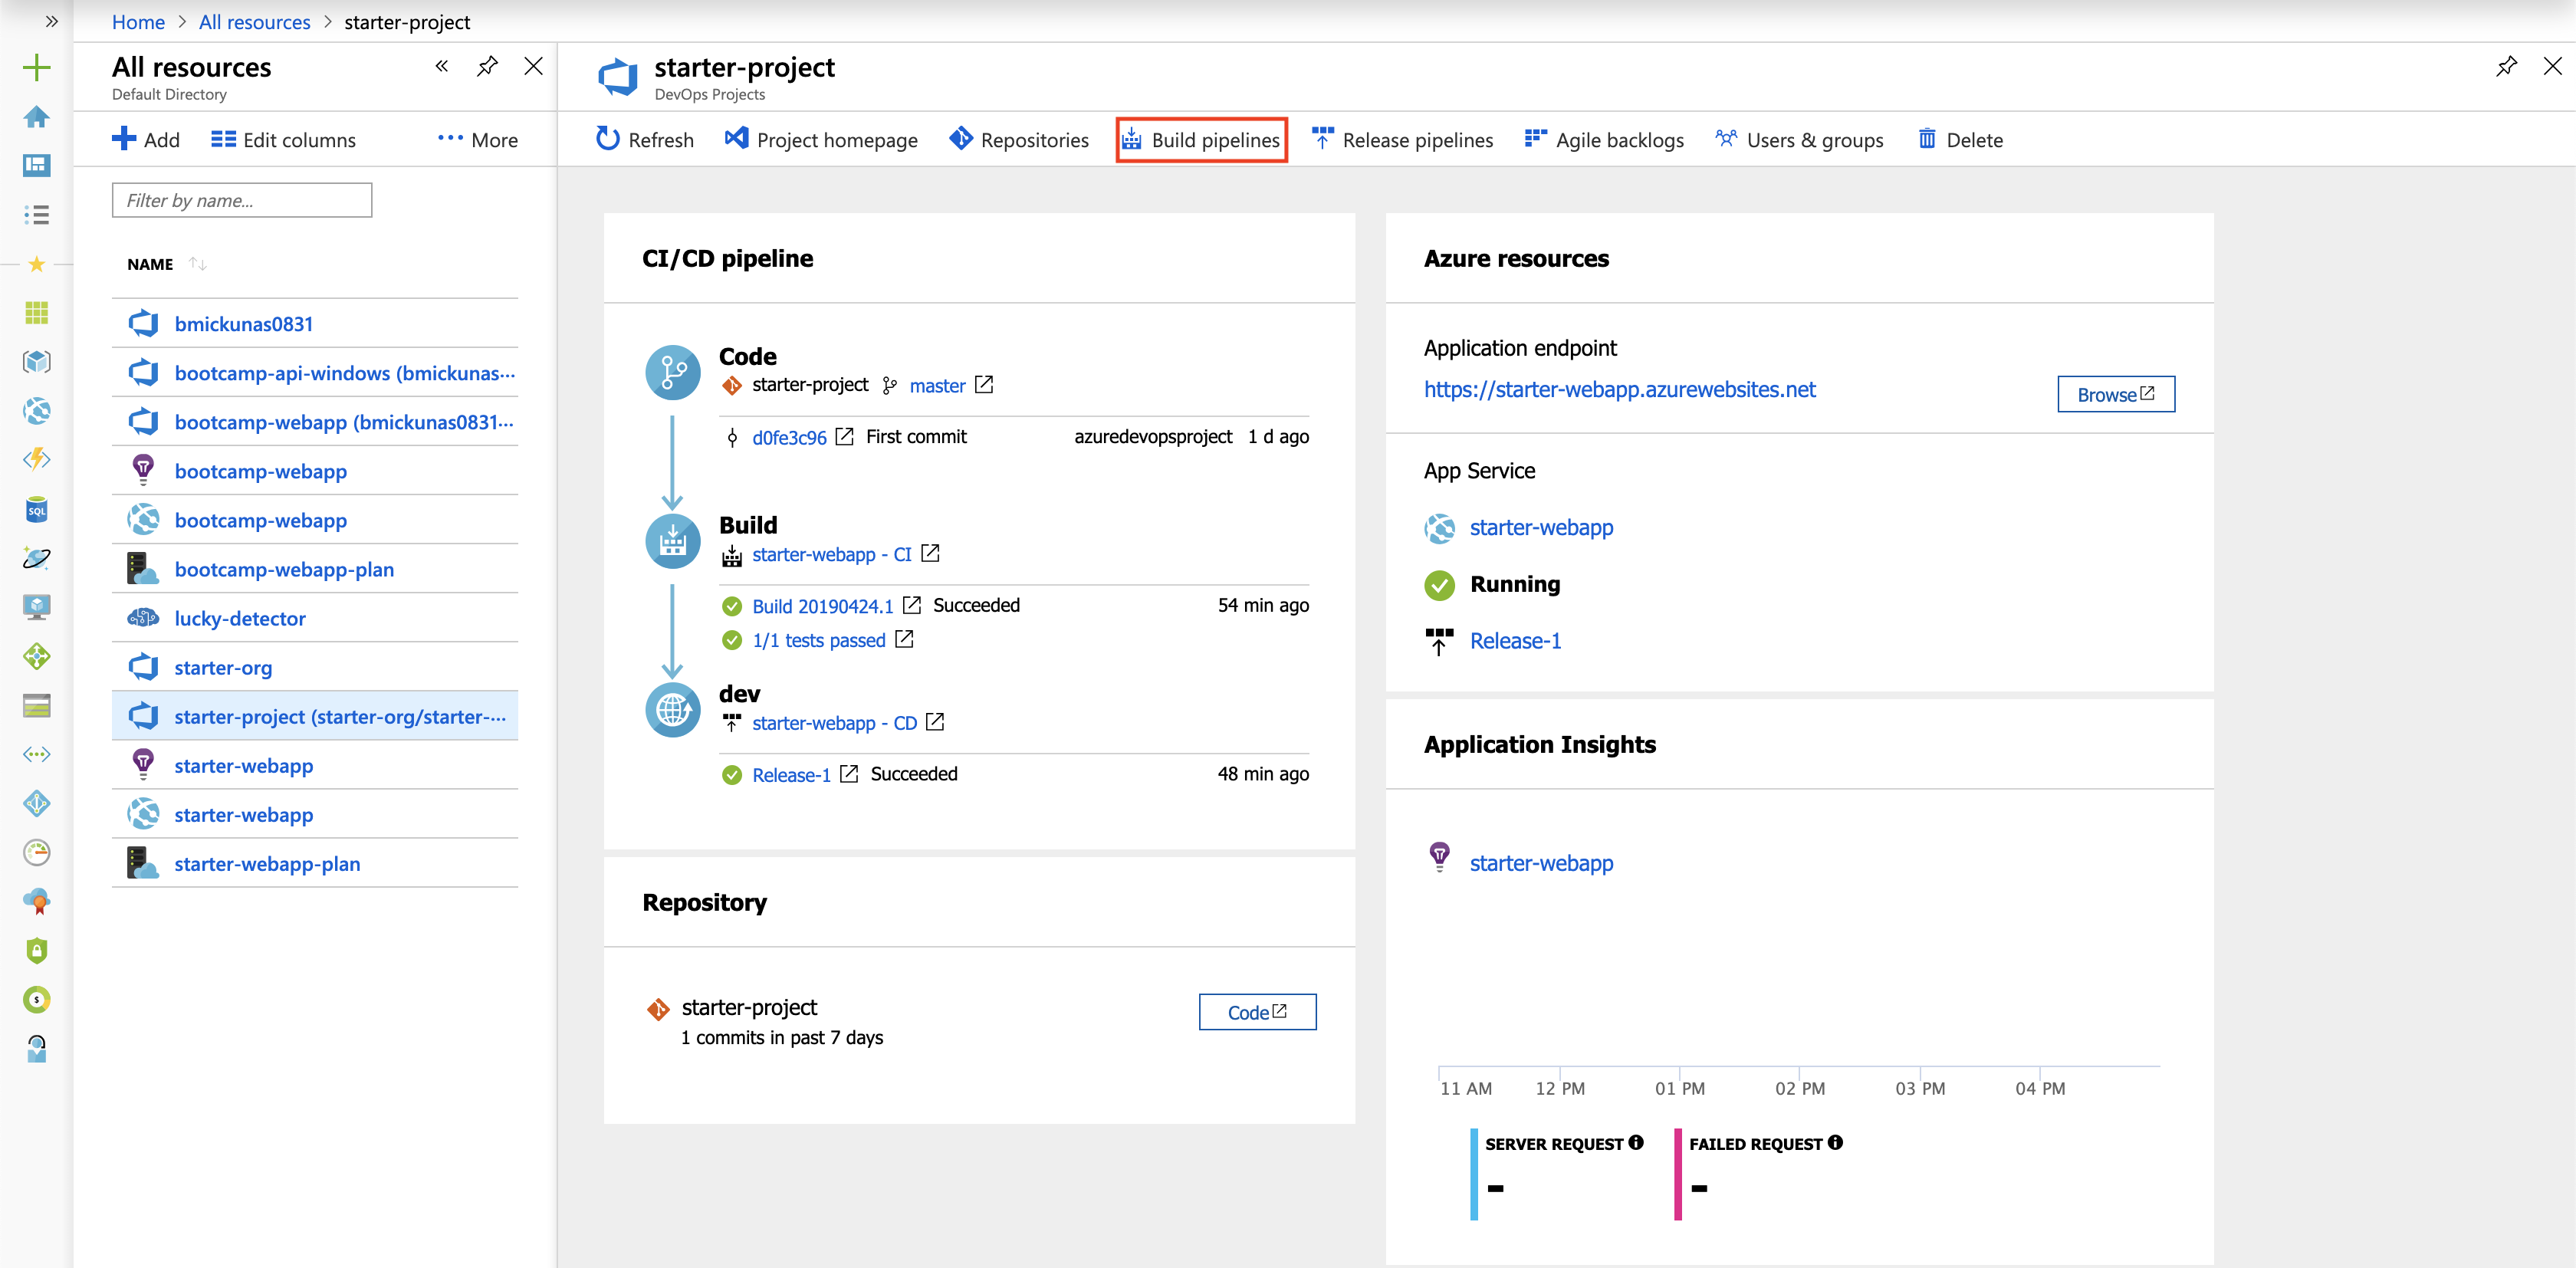 Home > All resources > starter-project
All resources
Default Directory
Add Edit columns ··· More
Filter by name...
NAME
bmickunas0831
bootcamp-api-windows (bmickunas···
bootcamp-webapp (bmickunas0831···
bootcamp-webapp
bootcamp-webapp
bootcamp-webapp-plan
lucky-detector
starter-org
starter-project (starter-org/starter-···
starter-webapp
starter-webapp
starter-webapp-plan
SQL
starter-project
DevOps Projects
Refresh Project homepage Repositories Build pipelines Release pipelines Agile backlogs Users & groups Delete
CI/CD pipeline
Code
starter-project master
d0fe3c96 First commit azuredevopsproject 1 d ago
Build
starter-webapp - CI
Build 20190424.1 Succeeded 54 min ago
1/1 tests passed
dev
starter-webapp - CD
Release-1 Succeeded 48 min ago
Repository
starter-project
1 commits in past 7 days
Code
Azure resources
Application endpoint
https://starter-webapp.azurewebsites.net
Browse
App Service
starter-webapp
Running
Release-1
Application Insights
starter-webapp
11 AM 12 PM 01 PM 02 PM 03 PM 04 PM
SERVER REQUEST FAILED REQUEST
- -